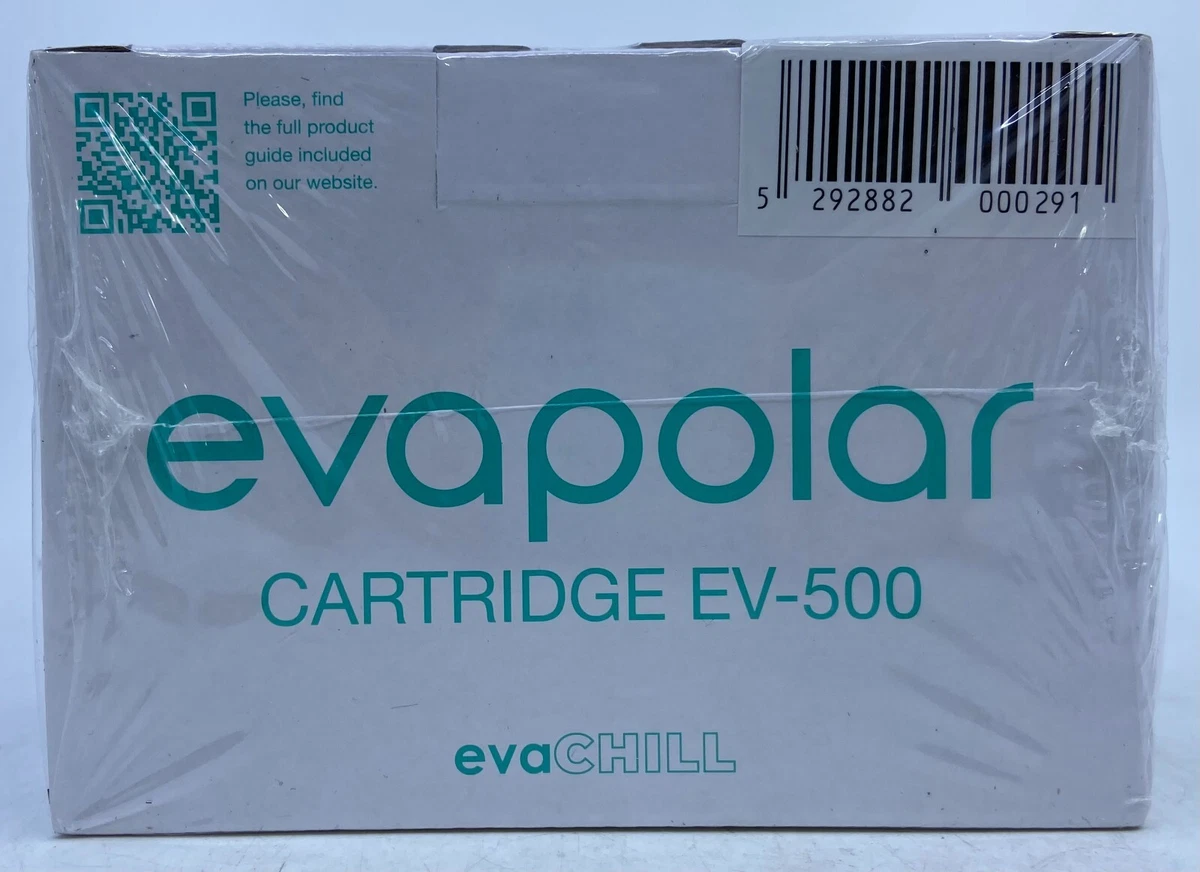 Please, find
the full product
guide included
on our website.
5 292882 000291
evapolar
CARTRIDGE EV-500
evaCHILL